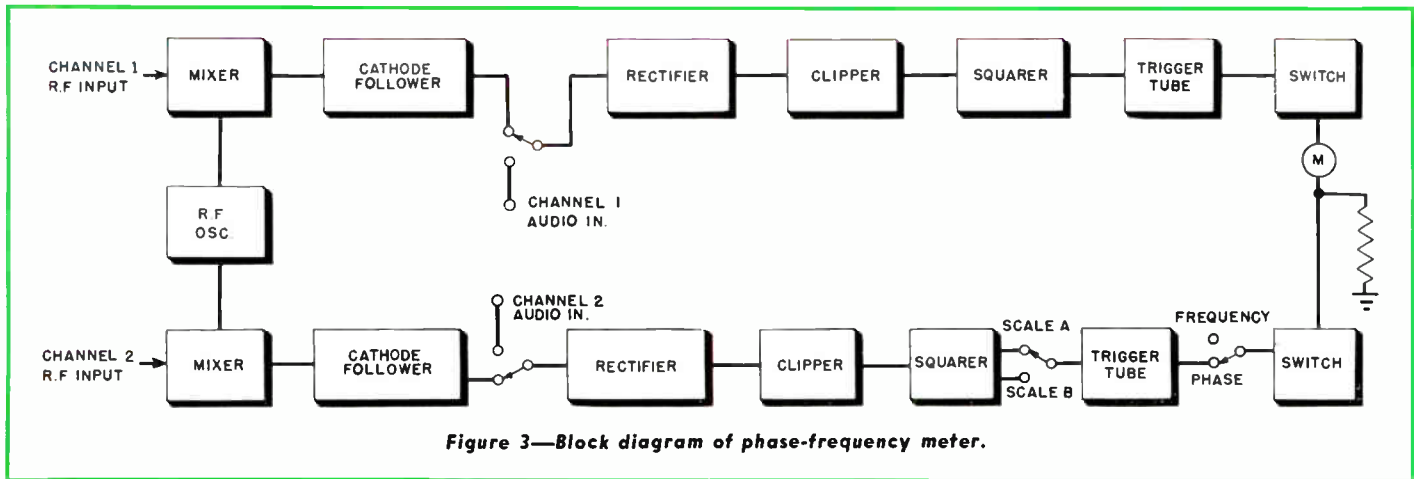 CHANNEL 1
R.F INPUT
MIXER
CATHODE
FOLLOWER
RECTIFIER
CLIPPER
SQUARER
TRIGGER
TUBE
SWITCH
M
CHANNEL 1
AUDIO IN.
R.F
OSC.
CHANNEL 2
AUDIO IN.
CHANNEL 2
R.F INPUT
MIXER
CATHODE
FOLLOWER
RECTIFIER
CLIPPER
SQUARER
SCALE A
SCALE B
TRIGGER
TUBE
FREQUENCY
PHASE
SWITCH
Figure 3—Block diagram of phase-frequency meter.